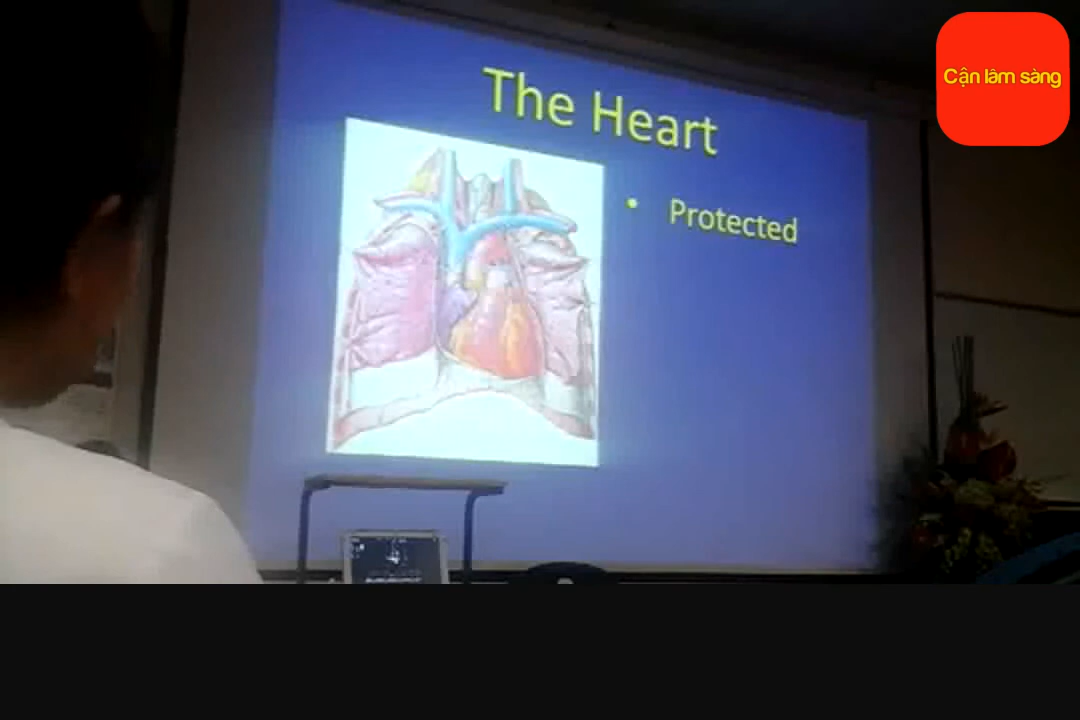 Cận lâm sàng
The Heart
• Protected